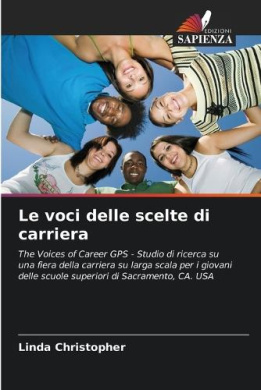 EDIZIONI
SAPIENZA
Le voci delle scelte di
carriera
The Voices of Career GPS - Studio di ricerca su
una fiera della carriera su larga scala per i giovani
delle scuole superiori di Sacramento, CA. USA
Linda Christopher